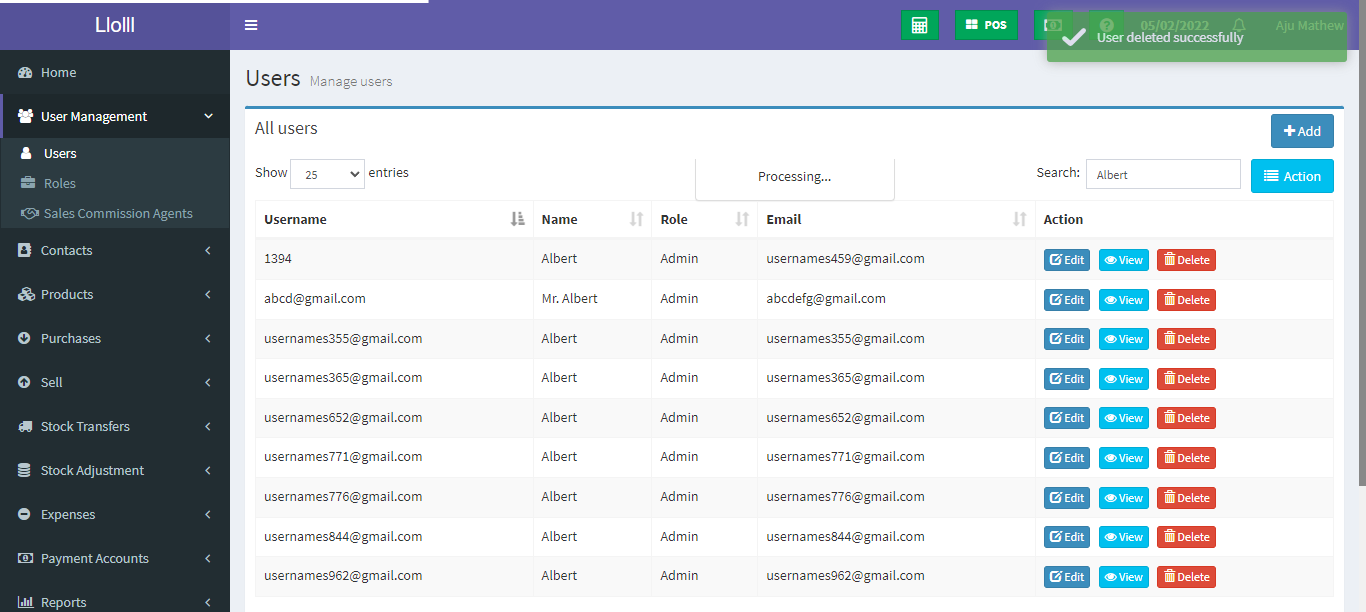 Llolll
POS
05/02/2022
Aju Mathew
User deleted successfully
Home
User Management
Users
Roles
Sales Commission Agents
Contacts
Products
Purchases
Sell
Stock Transfers
Stock Adjustment
Expenses
Payment Accounts
Reports
Users Manage users
All users
Add
Show 25 entries
Processing...
Search: Albert
Action
Username Name Role Email Action
1394 Albert Admin usernames459@gmail.com Edit View Delete
abcd@gmail.com Mr. Albert Admin abcdefg@gmail.com Edit View Delete
usernames355@gmail.com Albert Admin usernames355@gmail.com Edit View Delete
usernames365@gmail.com Albert Admin usernames365@gmail.com Edit View Delete
usernames652@gmail.com Albert Admin usernames652@gmail.com Edit View Delete
usernames771@gmail.com Albert Admin usernames771@gmail.com Edit View Delete
usernames776@gmail.com Albert Admin usernames776@gmail.com Edit View Delete
usernames844@gmail.com Albert Admin usernames844@gmail.com Edit View Delete
usernames962@gmail.com Albert Admin usernames962@gmail.com Edit View Delete